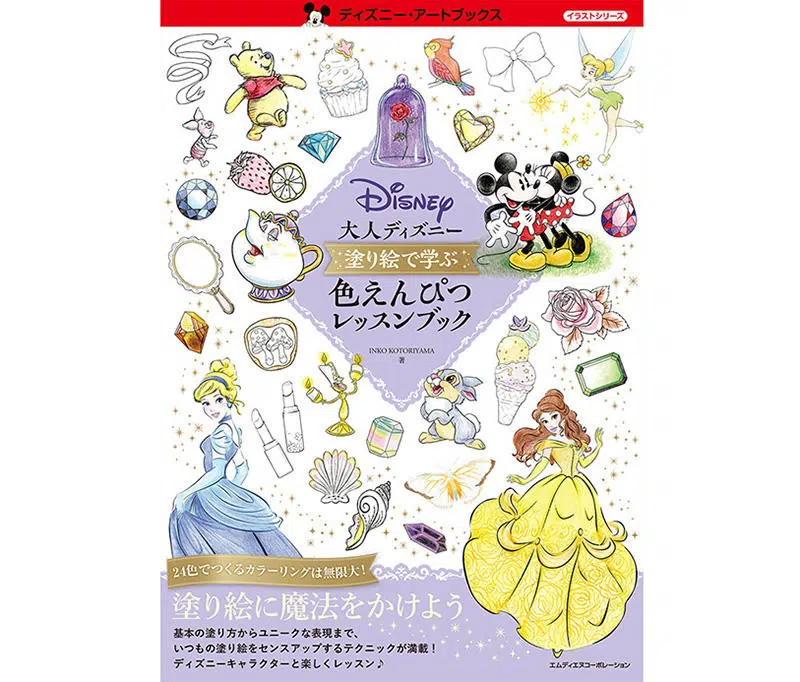 ディズニー・アートブックス
イラストシリーズ
Disney
大人ディズニー
塗り絵で学ぶ
色えんぴつ
レッスンブック
INKO KOTORIYAMA
著
24色でつくるカラーリングは無限大!
塗り絵に魔法をかけよう
基本の塗り方からユニークな表現まで、
いつもの塗り絵をセンスアップするテクニックが満載!
ディズニーキャラクターと楽しくレッスン♪
エムディエヌコーポレーション